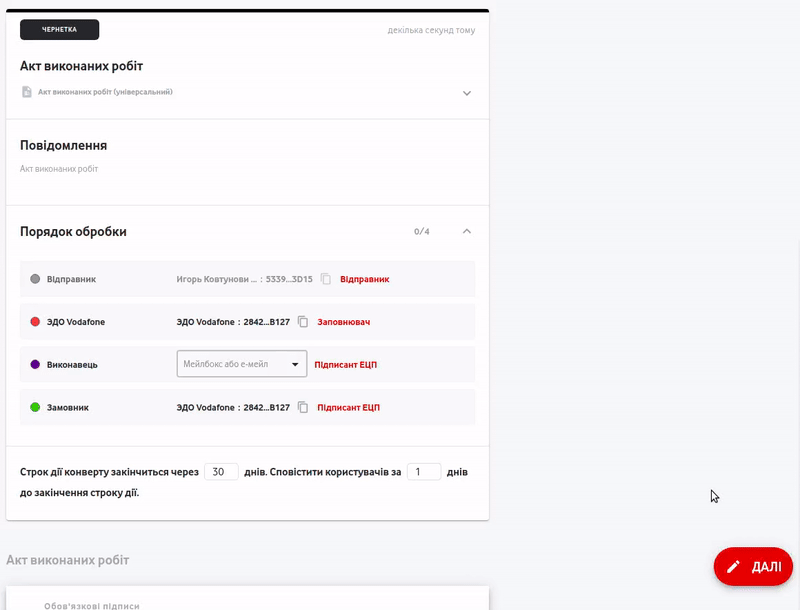 ЧЕРНЕТКА
декілька секунд тому
Акт виконаних робіт
Акт виконаних робіт (універсальний)
Повідомлення
Акт виконаних робіт
Порядок обробки 0/4
Відправник Игорь Ковтунови ... : 5339...3D15 Відправник
ЭДО Vodafone ЭДО Vodafone : 2842...B127 Заповнювач
Виконавець Мейлбокс або е-мейл Підписант ЕЦП
Замовник ЭДО Vodafone : 2842...B127 Підписант ЕЦП
Строк дії конверту закінчиться через 30 днів. Сповістити користувачів за 1 днів
до закінчення строку дії.
Акт виконаних робіт
ДАЛІ
Обов'язкові підписи